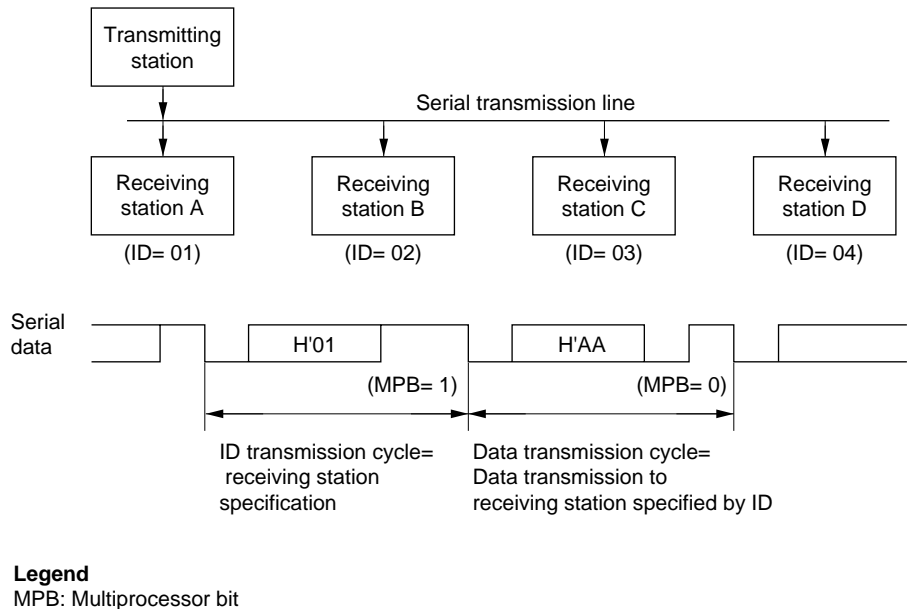 Transmitting
station
Serial transmission line
Receiving
station A
Receiving
station B
Receiving
station C
Receiving
station D
(ID= 01)
(ID= 02)
(ID= 03)
(ID= 04)
Serial
data
H'01
H'AA
(MPB= 1)
(MPB= 0)
ID transmission cycle=
receiving station
specification
Data transmission cycle=
Data transmission to
receiving station specified by ID
Legend
MPB: Multiprocessor bit